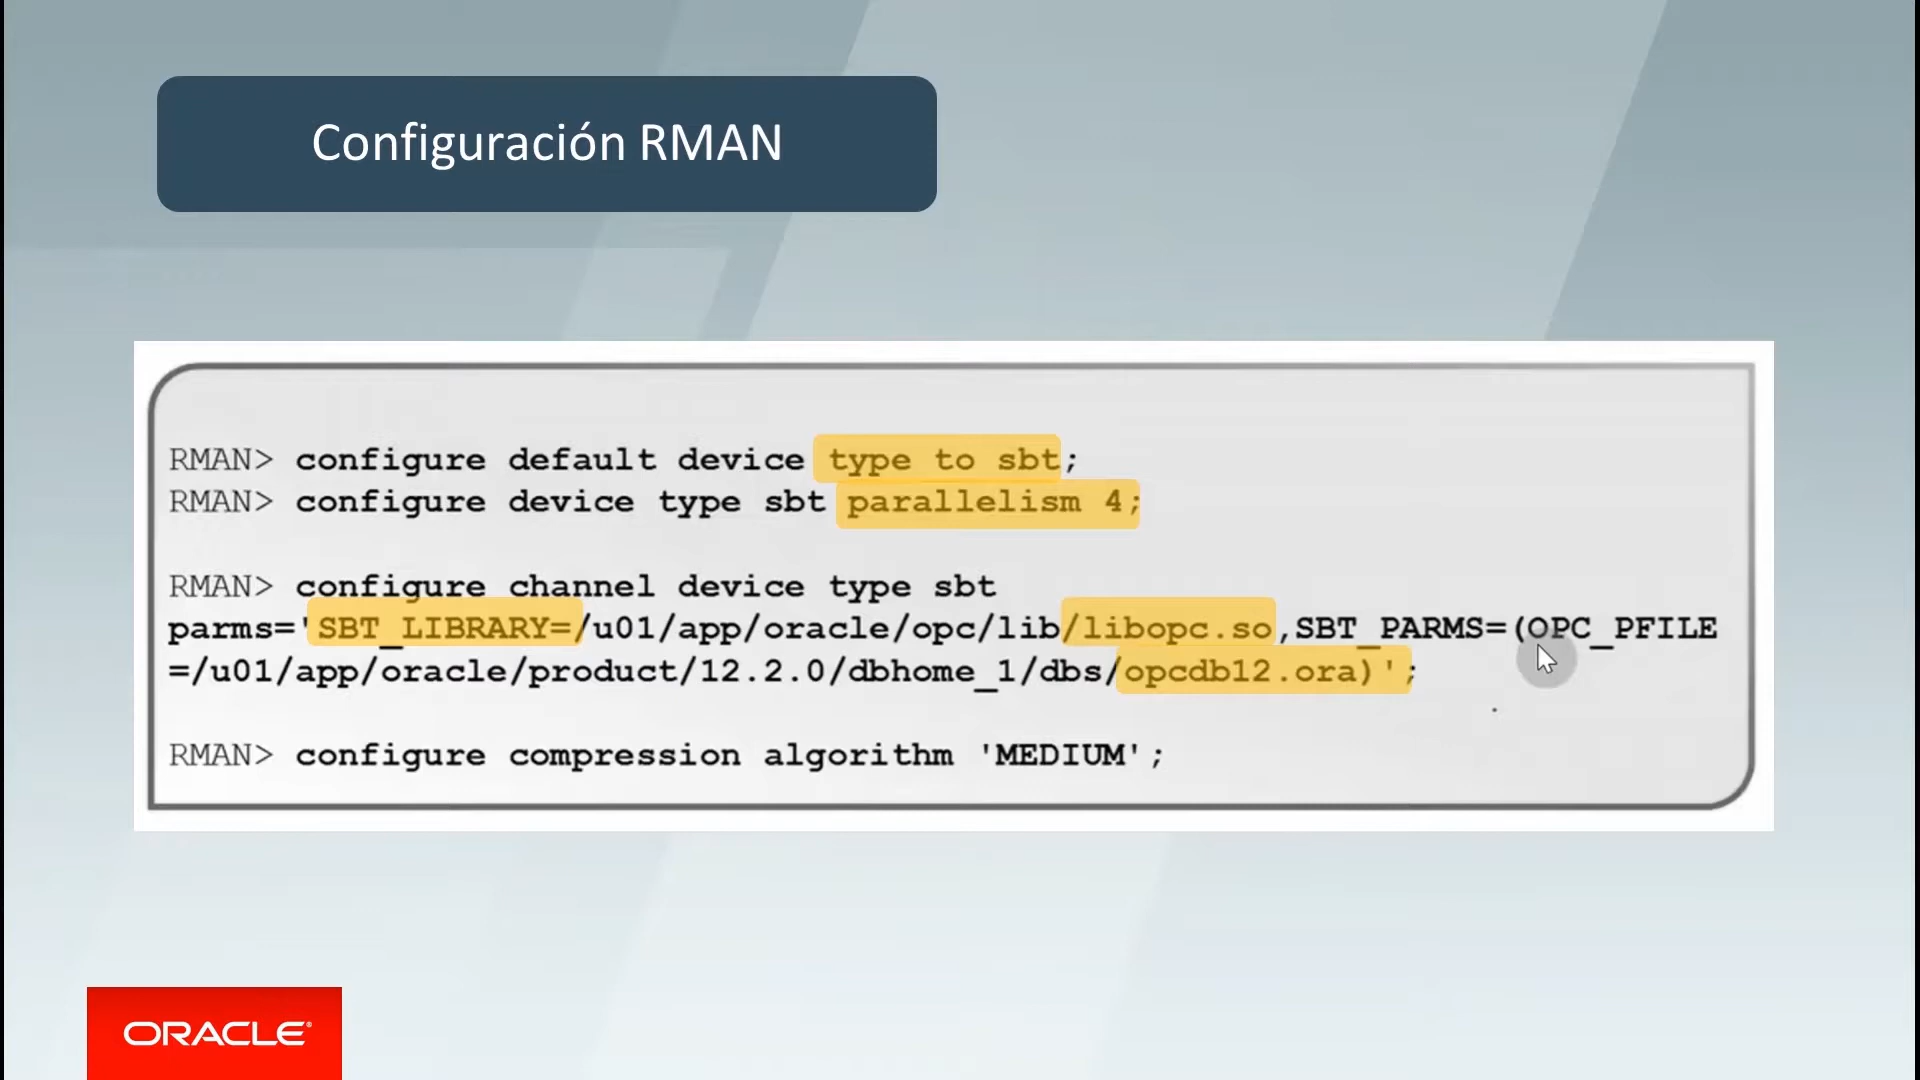 Configuración RMAN
RMAN> configure default device type to sbt;
RMAN> configure device type sbt parallelism 4;
RMAN> configure channel device type sbt
parms='SBT_LIBRARY=/u01/app/oracle/opc/lib/libopc.so,SBT_PARMS=(OPC_PFILE
=/u01/app/oracle/product/12.2.0/dbhome_1/dbs/opcdb12.ora)';
RMAN> configure compression algorithm 'MEDIUM';
ORACLE®